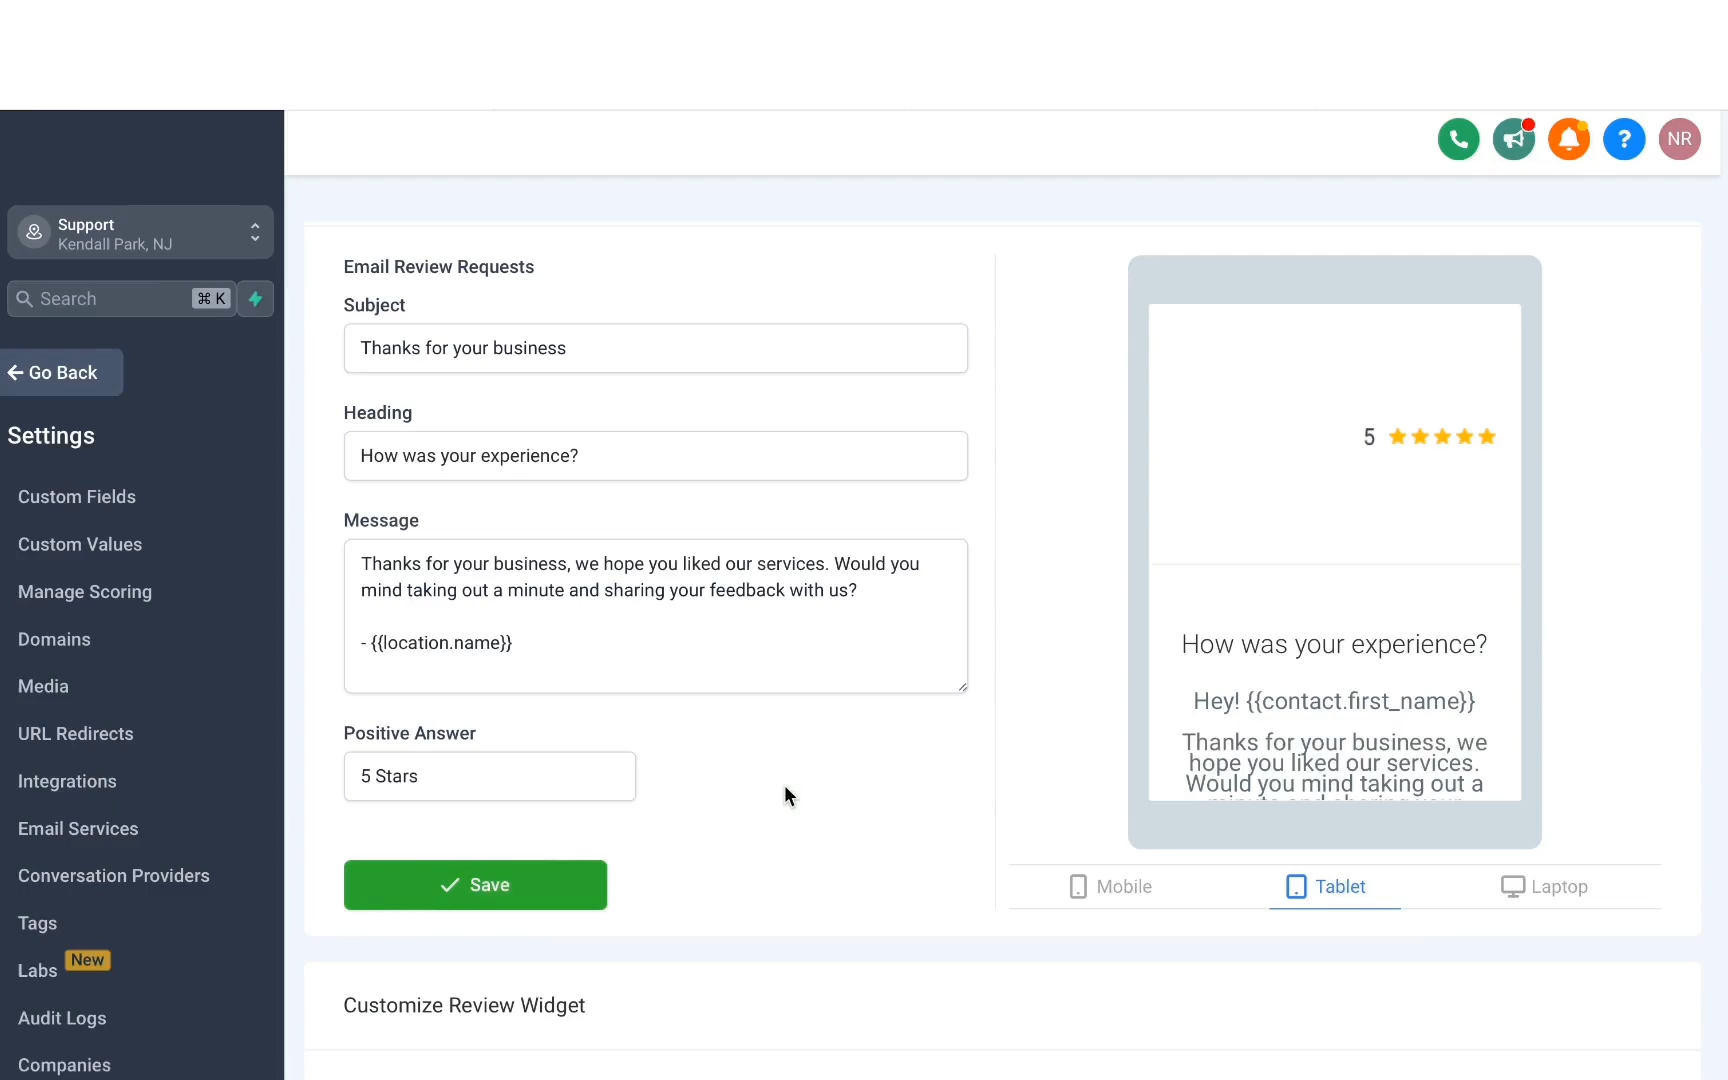 NR
Support
Kendall Park, NJ
Search
⌘ K
Go Back
Settings
Custom Fields
Custom Values
Manage Scoring
Domains
Media
URL Redirects
Integrations
Email Services
Conversation Providers
Tags
Labs New
Audit Logs
Companies
Email Review Requests
Subject
Thanks for your business
Heading
How was your experience?
Message
Thanks for your business, we hope you liked our services. Would you
mind taking out a minute and sharing your feedback with us?
- {{location.name}}
Positive Answer
5 Stars
Save
5
How was your experience?
Hey! {{contact.first_name}}
Thanks for your business, we
hope you liked our services.
Would you mind taking out a
minute and sharing your
Mobile
Tablet
Laptop
Customize Review Widget